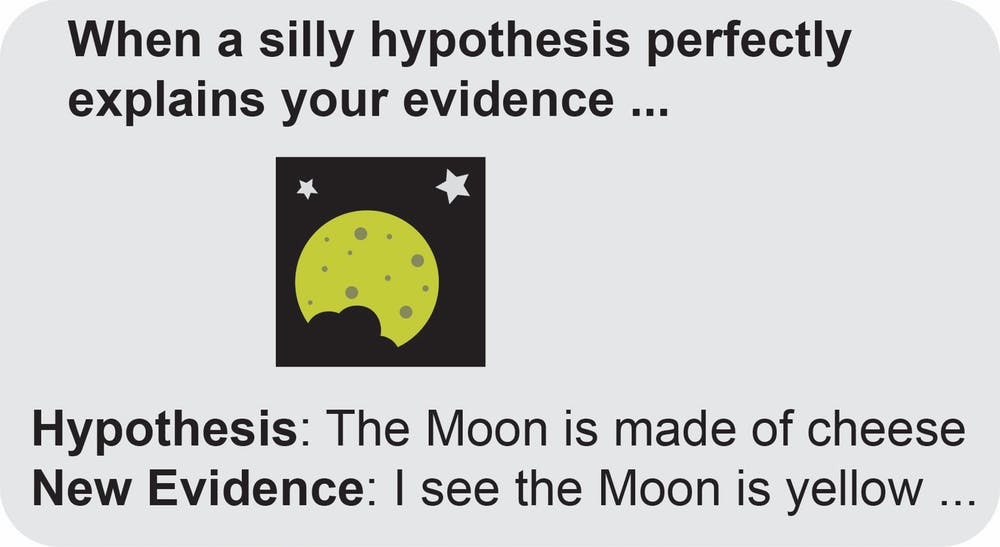 When a silly hypothesis perfectly
explains your evidence ...
Hypothesis: The Moon is made of cheese
New Evidence: I see the Moon is yellow ...